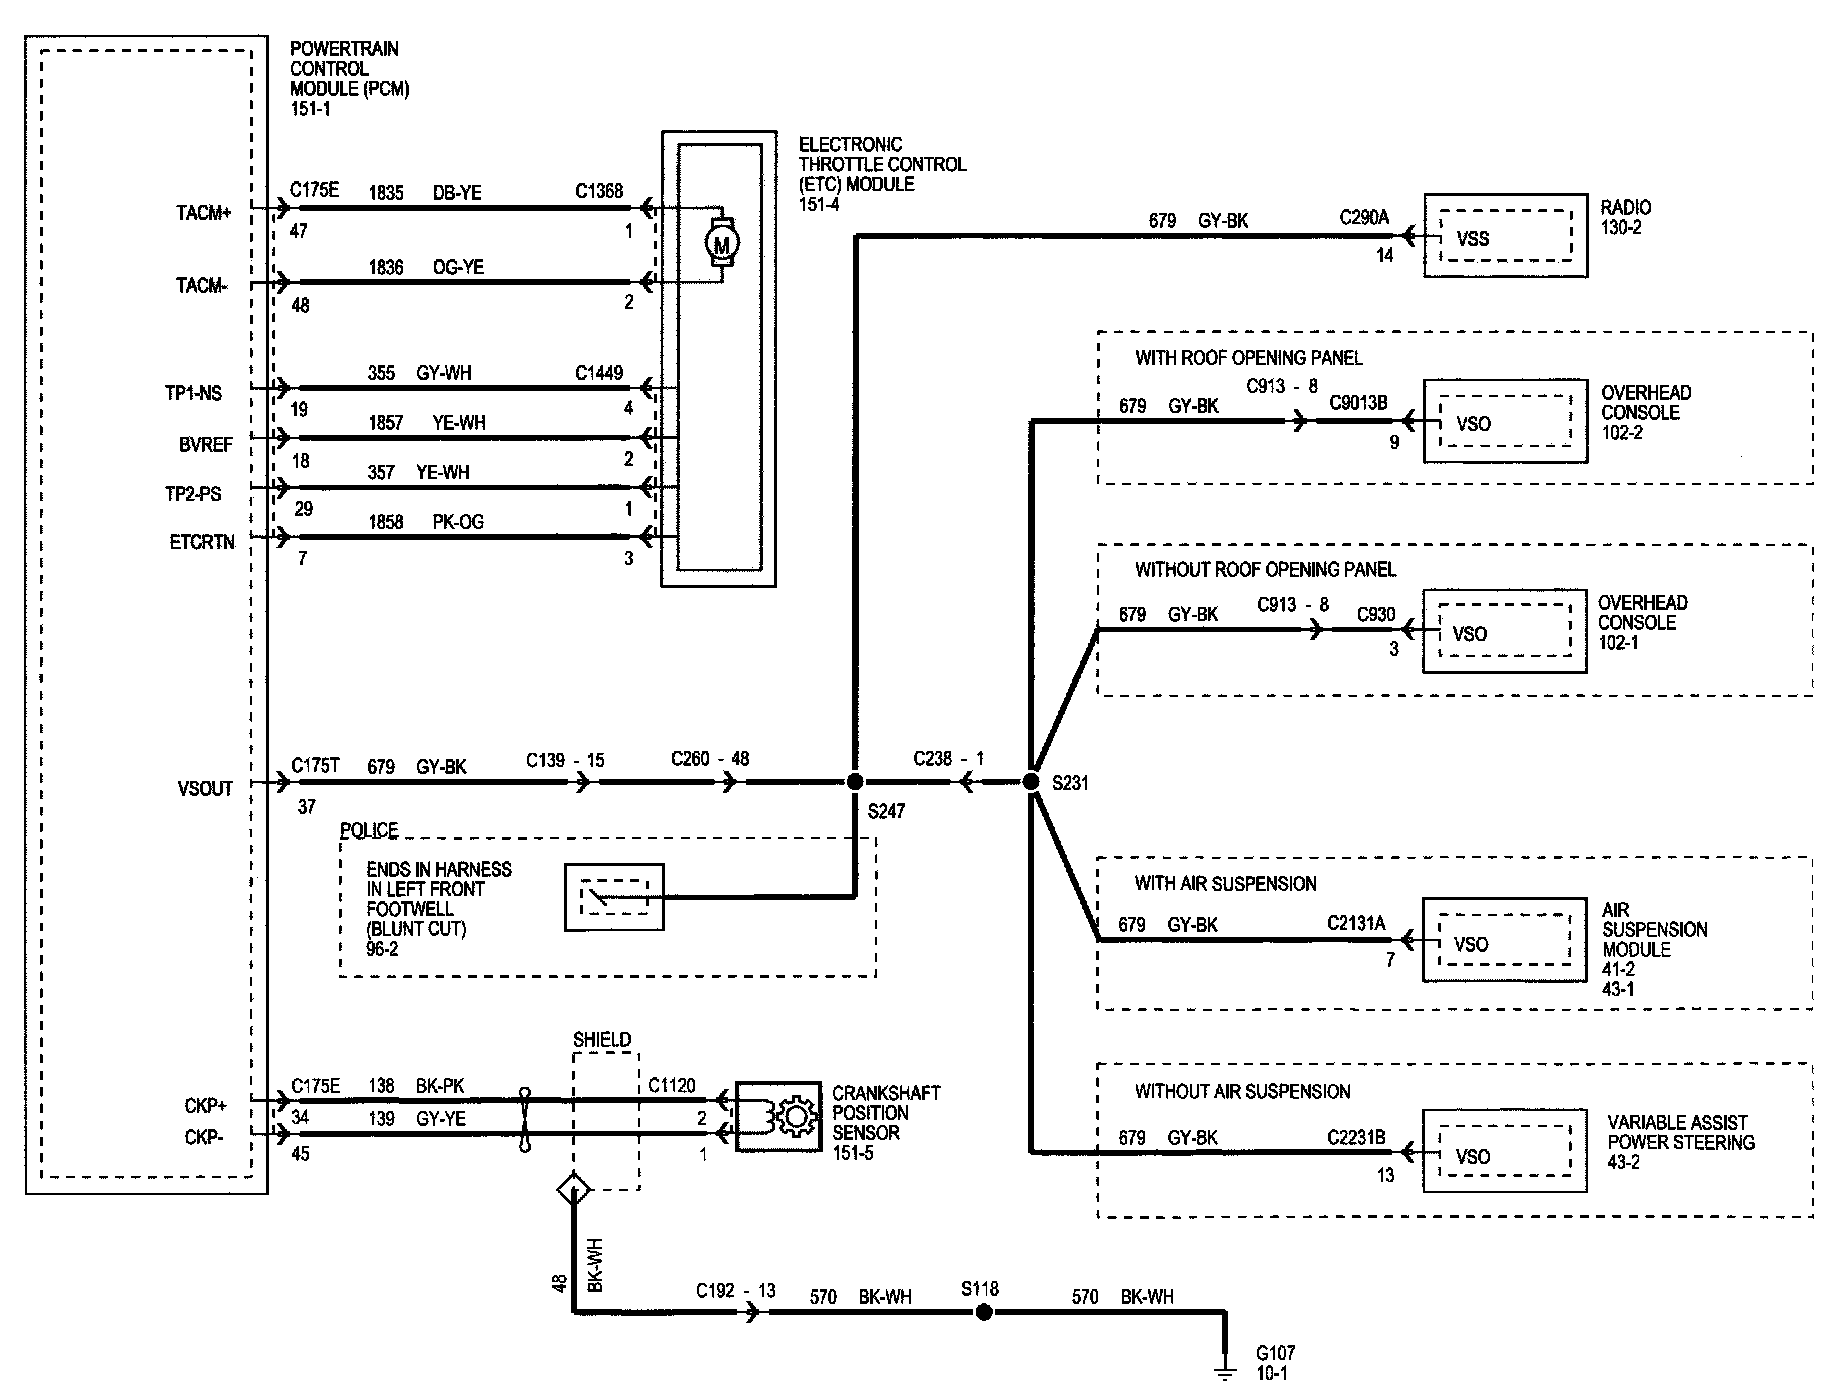 POWERTRAIN
CONTROL
MODULE (PCM)
151-1
ELECTRONIC
THROTTLE CONTROL
(ETC) MODULE
151-4
TACM+
C175E
1835 DB-YE
C1368
47
1
M
TACM-
1836 OG-YE
48
2
TP1-NS
355 GY-WH
C1449
19
4
BVREF
1857 YE-WH
18
2
TP2-PS
357 YE-WH
29
1
ETCRTN
1858 PK-OG
7
3
679 GY-BK
C290A
14
VSS
RADIO
130-2
WITH ROOF OPENING PANEL
C913 - 8
679 GY-BK
C9013B
9
VSO
OVERHEAD
CONSOLE
102-2
WITHOUT ROOF OPENING PANEL
679 GY-BK
C913 - 8
C930
3
VSO
OVERHEAD
CONSOLE
102-1
VSOUT
C175T
679 GY-BK
C139 - 15
C260 - 48
C238 - 1
37
S247
S231
POLICE
ENDS IN HARNESS
IN LEFT FRONT
FOOTWELL
(BLUNT CUT)
96-2
WITH AIR SUSPENSION
679 GY-BK
C2131A
7
VSO
AIR
SUSPENSION
MODULE
41-2
43-1
WITHOUT AIR SUSPENSION
679 GY-BK
C2231B
13
VSO
VARIABLE ASSIST
POWER STEERING
43-2
SHIELD
CKP+
C175E
138 BK-PK
C1120
34
2
CKP-
139 GY-YE
45
1
CRANKSHAFT
POSITION
SENSOR
151-5
48
BK-WH
C192 - 13
570 BK-WH
S118
570 BK-WH
G107
10-1